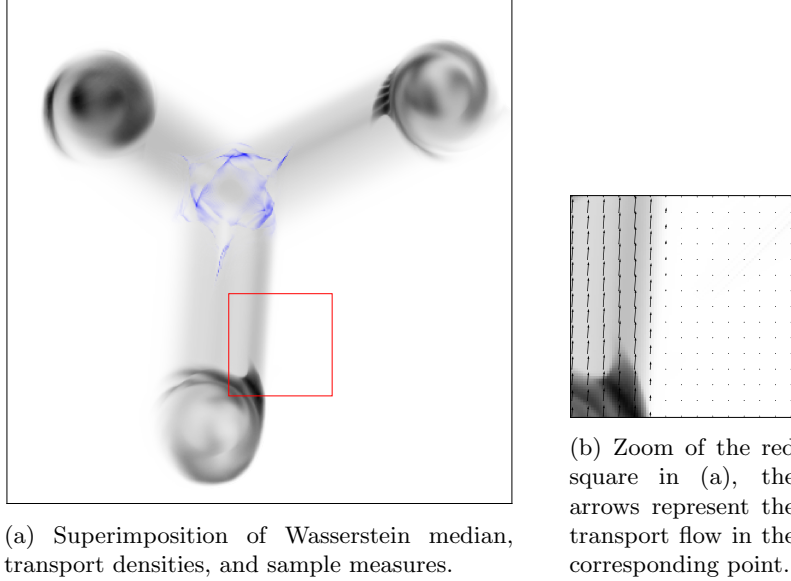 (a) Superimposition of Wasserstein median,
transport densities, and sample measures.
(b) Zoom of the red
square in (a), the
arrows represent the
transport flow in the
corresponding point.